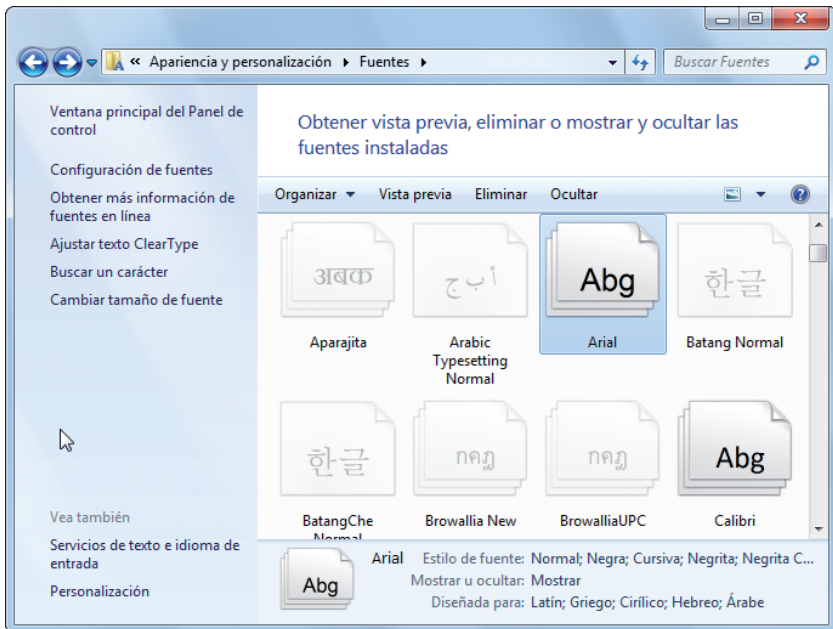 « Apariencia y personalización ▸ Fuentes ▸
Buscar Fuentes
Ventana principal del Panel de
control
Configuración de fuentes
Obtener más información de
fuentes en línea
Ajustar texto ClearType
Buscar un carácter
Cambiar tamaño de fuente
Vea también
Servicios de texto e idioma de
entrada
Personalización
Obtener vista previa, eliminar o mostrar y ocultar las
fuentes instaladas
Organizar Vista previa Eliminar Ocultar
अबक أ ب ج Abg 한글
Aparajita Arabic Typesetting Normal Arial Batang Normal
한글 กคฎ กคฎ Abg
BatangChe Normal Browallia New BrowalliaUPC Calibri
Abg
Arial Estilo de fuente: Normal; Negra; Cursiva; Negrita; Negrita C...
Mostrar u ocultar: Mostrar
Diseñada para: Latín; Griego; Cirílico; Hebreo; Árabe